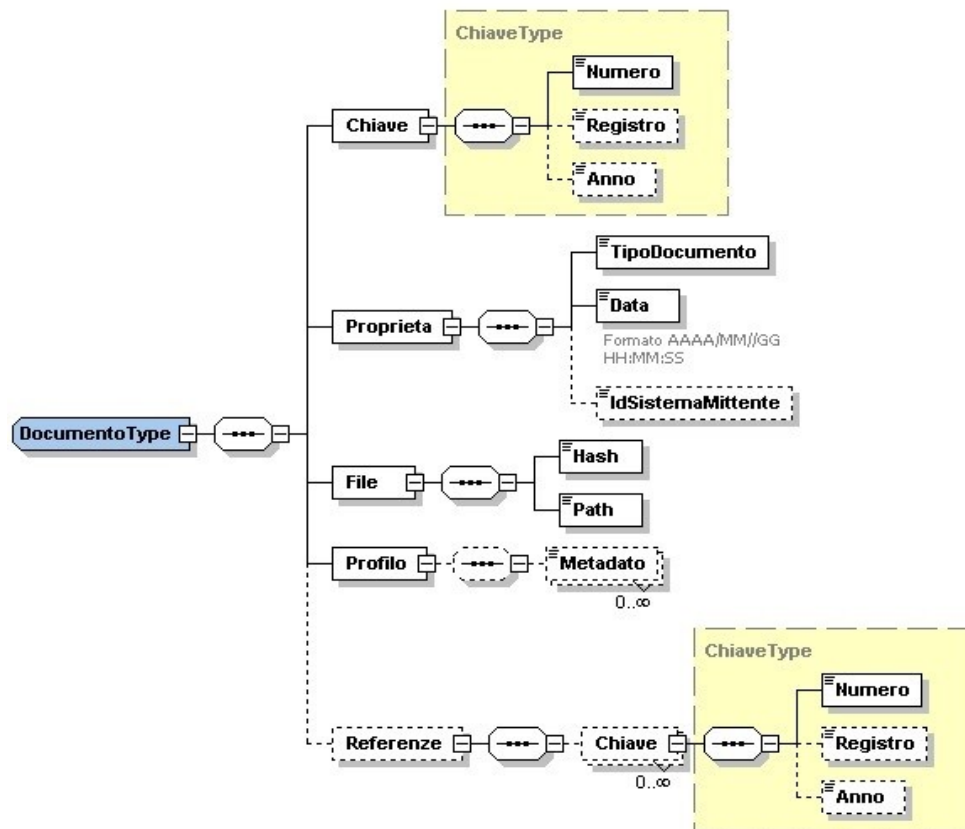 ChiaveType
Numero
Chiave
Registro
Anno
TipoDocumento
Proprieta
Data
Formato AAAA/MM//GG
HH:MM:SS
IdSistemaMittente
DocumentoType
File
Hash
Path
Profilo
Metadato
0..∞
ChiaveType
Numero
Referenze
Chiave
Registro
0..∞
Anno